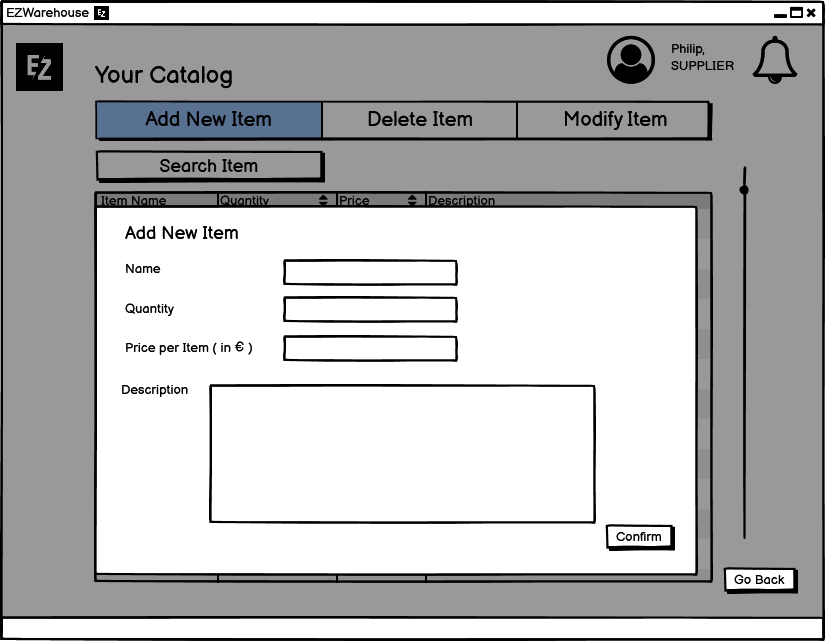 EZWarehouse EZ
EZ
Your Catalog
Philip,
SUPPLIER
Add New Item
Delete Item
Modify Item
Search Item
Item Name
Quantity
Price
Description
Add New Item
Name
Quantity
Price per Item ( in € )
Description
Confirm
Go Back